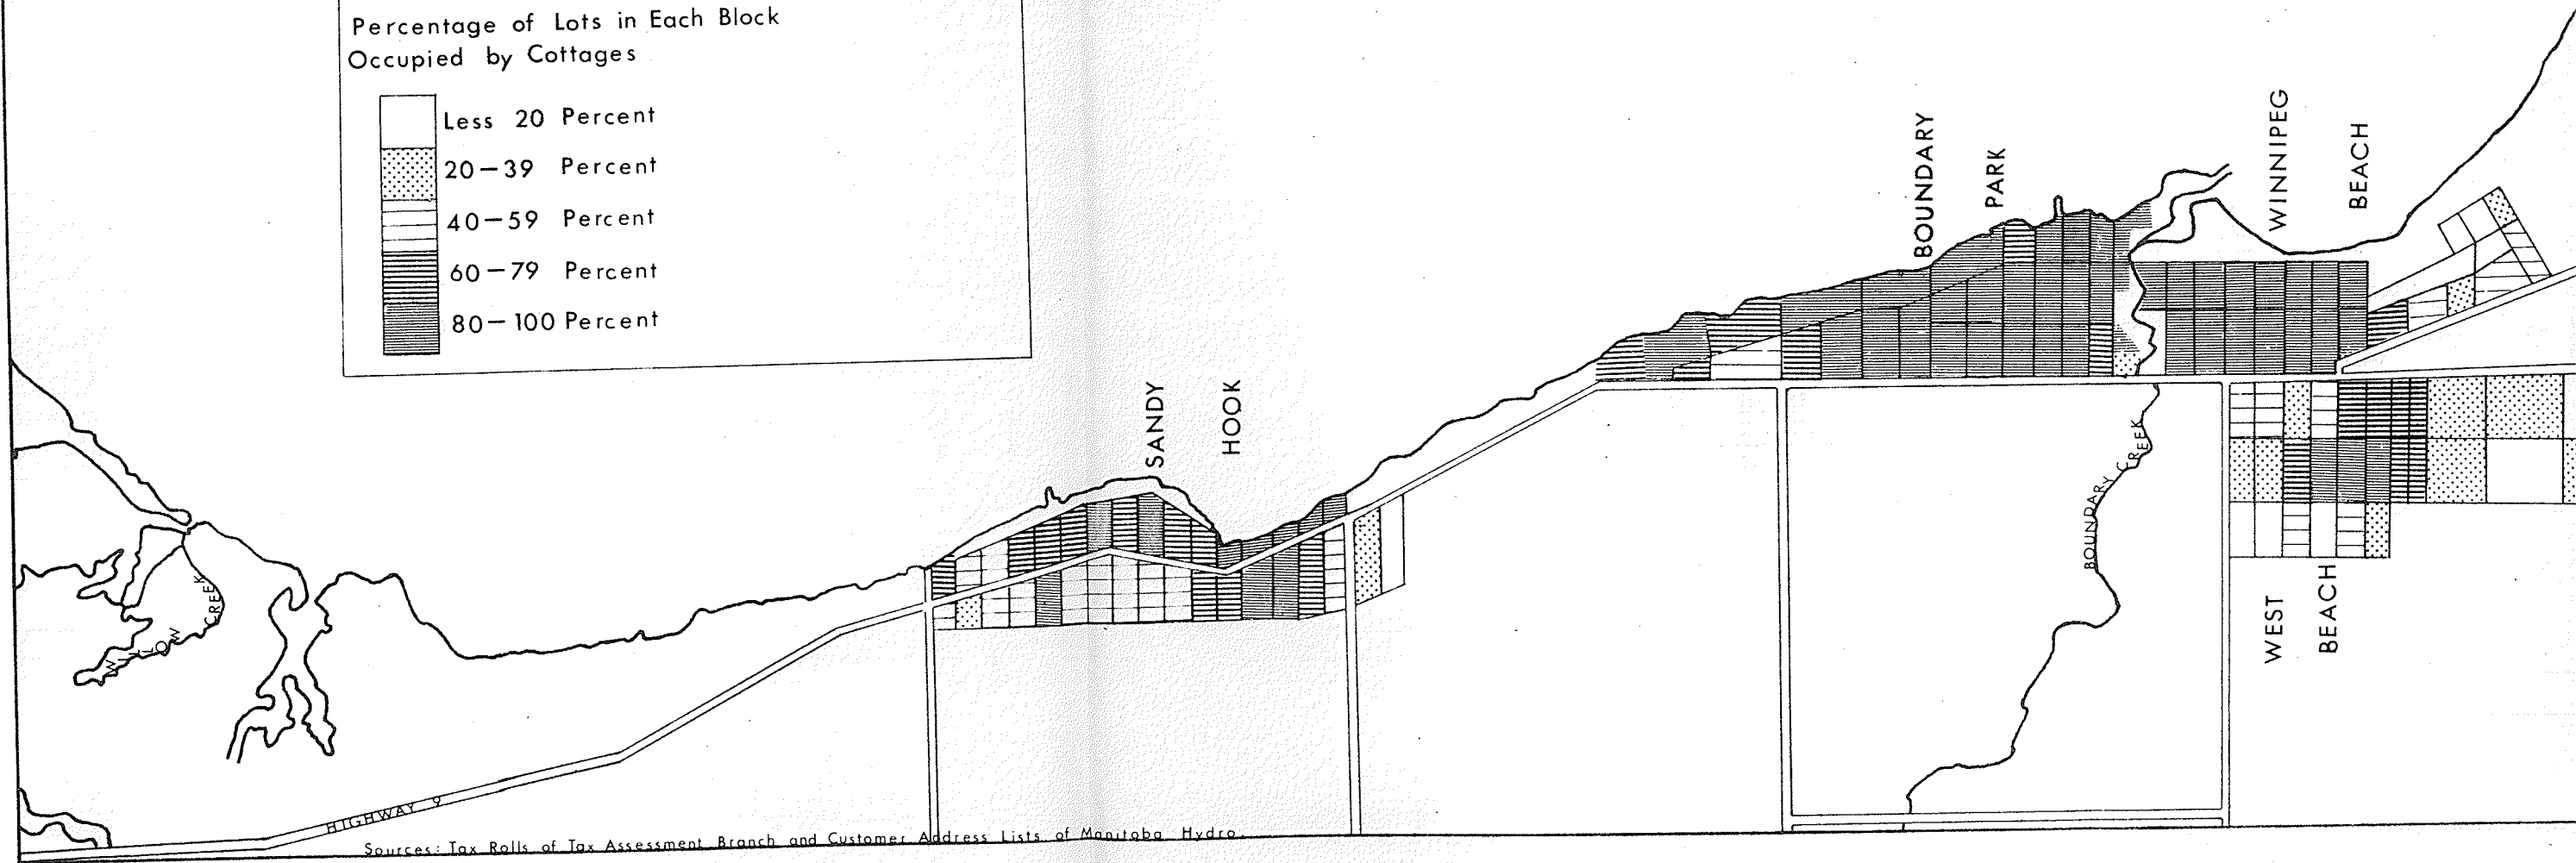 Percentage of Lots in Each Block
Occupied by Cottages
Less 20 Percent
20-39 Percent
40-59 Percent
60-79 Percent
80-100 Percent
BOUNDARY
PARK
WINNIPEG
BEACH
SANDY
HOOK
BOUNDARY CREEK
WILLOW CREEK
WEST
BEACH
HIGHWAY 9
Sources: Tax Rolls of Tax Assessment Branch and Customer Address Lists of Manitoba Hydro.